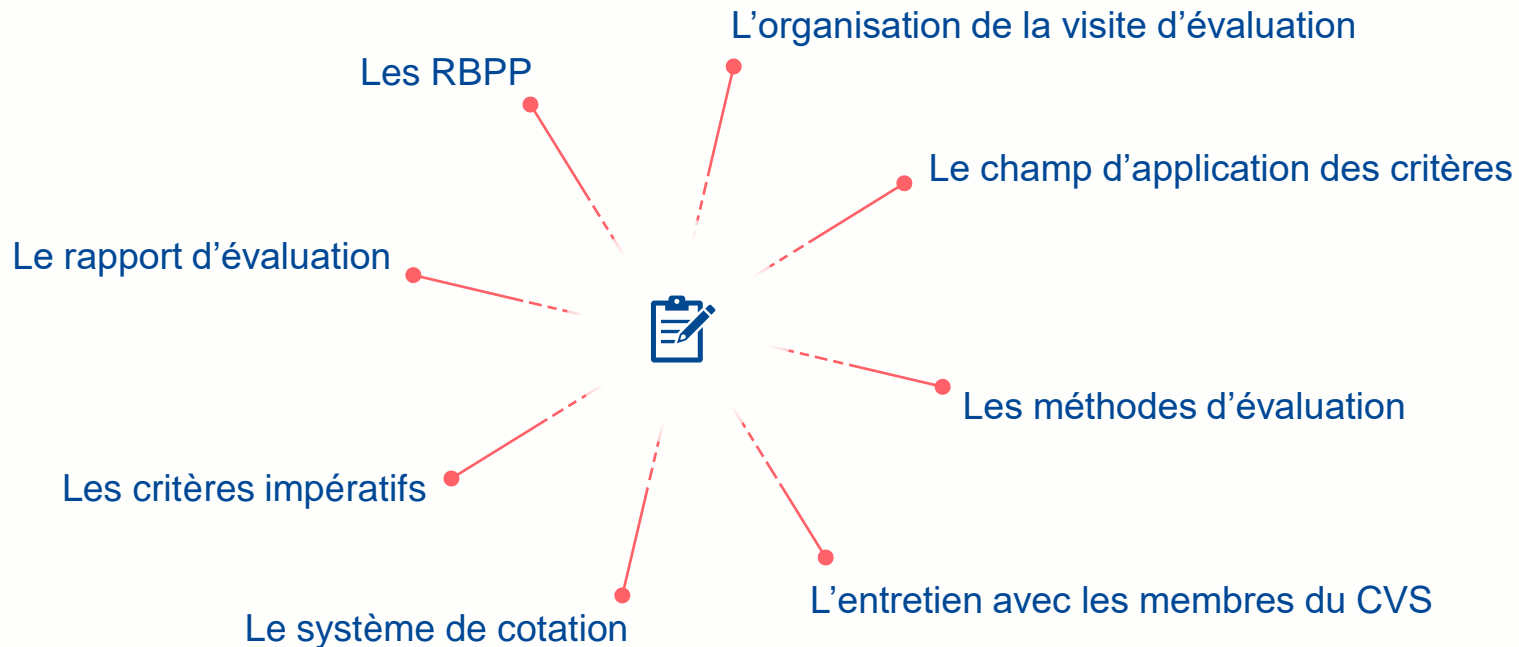 L’organisation de la visite d’évaluation
Les RBPP
Le champ d’application des critères
Le rapport d’évaluation
Les méthodes d’évaluation
Les critères impératifs
L’entretien avec les membres du CVS
Le système de cotation